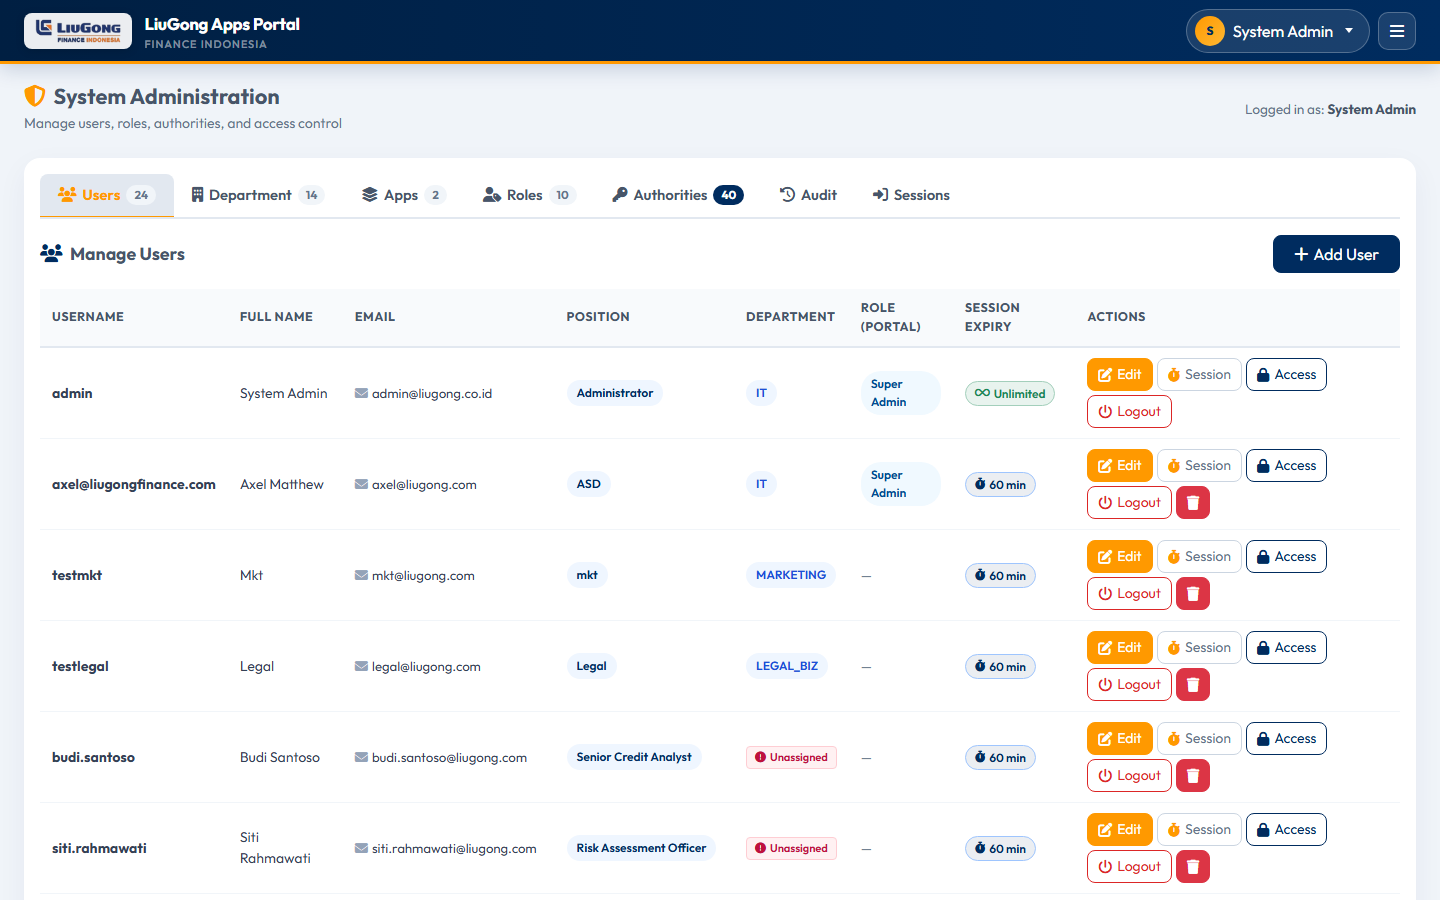 LiuGong
FINANCE INDONESIA
LiuGong Apps Portal
FINANCE INDONESIA
S System Admin
System Administration
Manage users, roles, authorities, and access control
Logged in as: System Admin
Users 24 Department 14 Apps 2 Roles 10 Authorities 40 Audit Sessions
Manage Users
Add User
USERNAME FULL NAME EMAIL POSITION DEPARTMENT ROLE (PORTAL) SESSION EXPIRY ACTIONS
admin System Admin admin@liugong.co.id Administrator IT Super Admin Unlimited Edit Session Access
Logout
axel@liugongfinance.com Axel Matthew axel@liugong.com ASD IT Super Admin 60 min Edit Session Access
Logout
testmkt Mkt mkt@liugong.com mkt MARKETING — 60 min Edit Session Access
Logout
testlegal Legal legal@liugong.com Legal LEGAL_BIZ — 60 min Edit Session Access
Logout
budi.santoso Budi Santoso budi.santoso@liugong.com Senior Credit Analyst Unassigned — 60 min Edit Session Access
Logout
siti.rahmawati Siti Rahmawati siti.rahmawati@liugong.com Risk Assessment Officer Unassigned — 60 min Edit Session Access
Logout